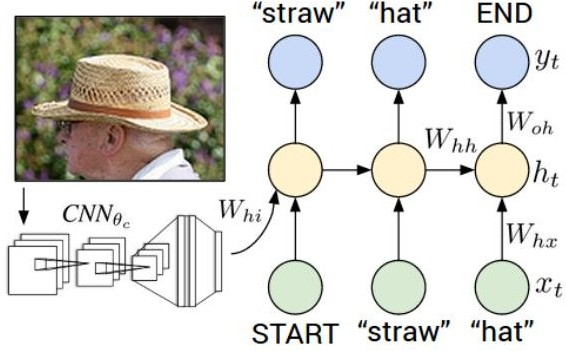 “straw” “hat” END
y_t
W_oh
W_hh
h_t
CNN_θc
W_hi
W_hx
x_t
START “straw” “hat”